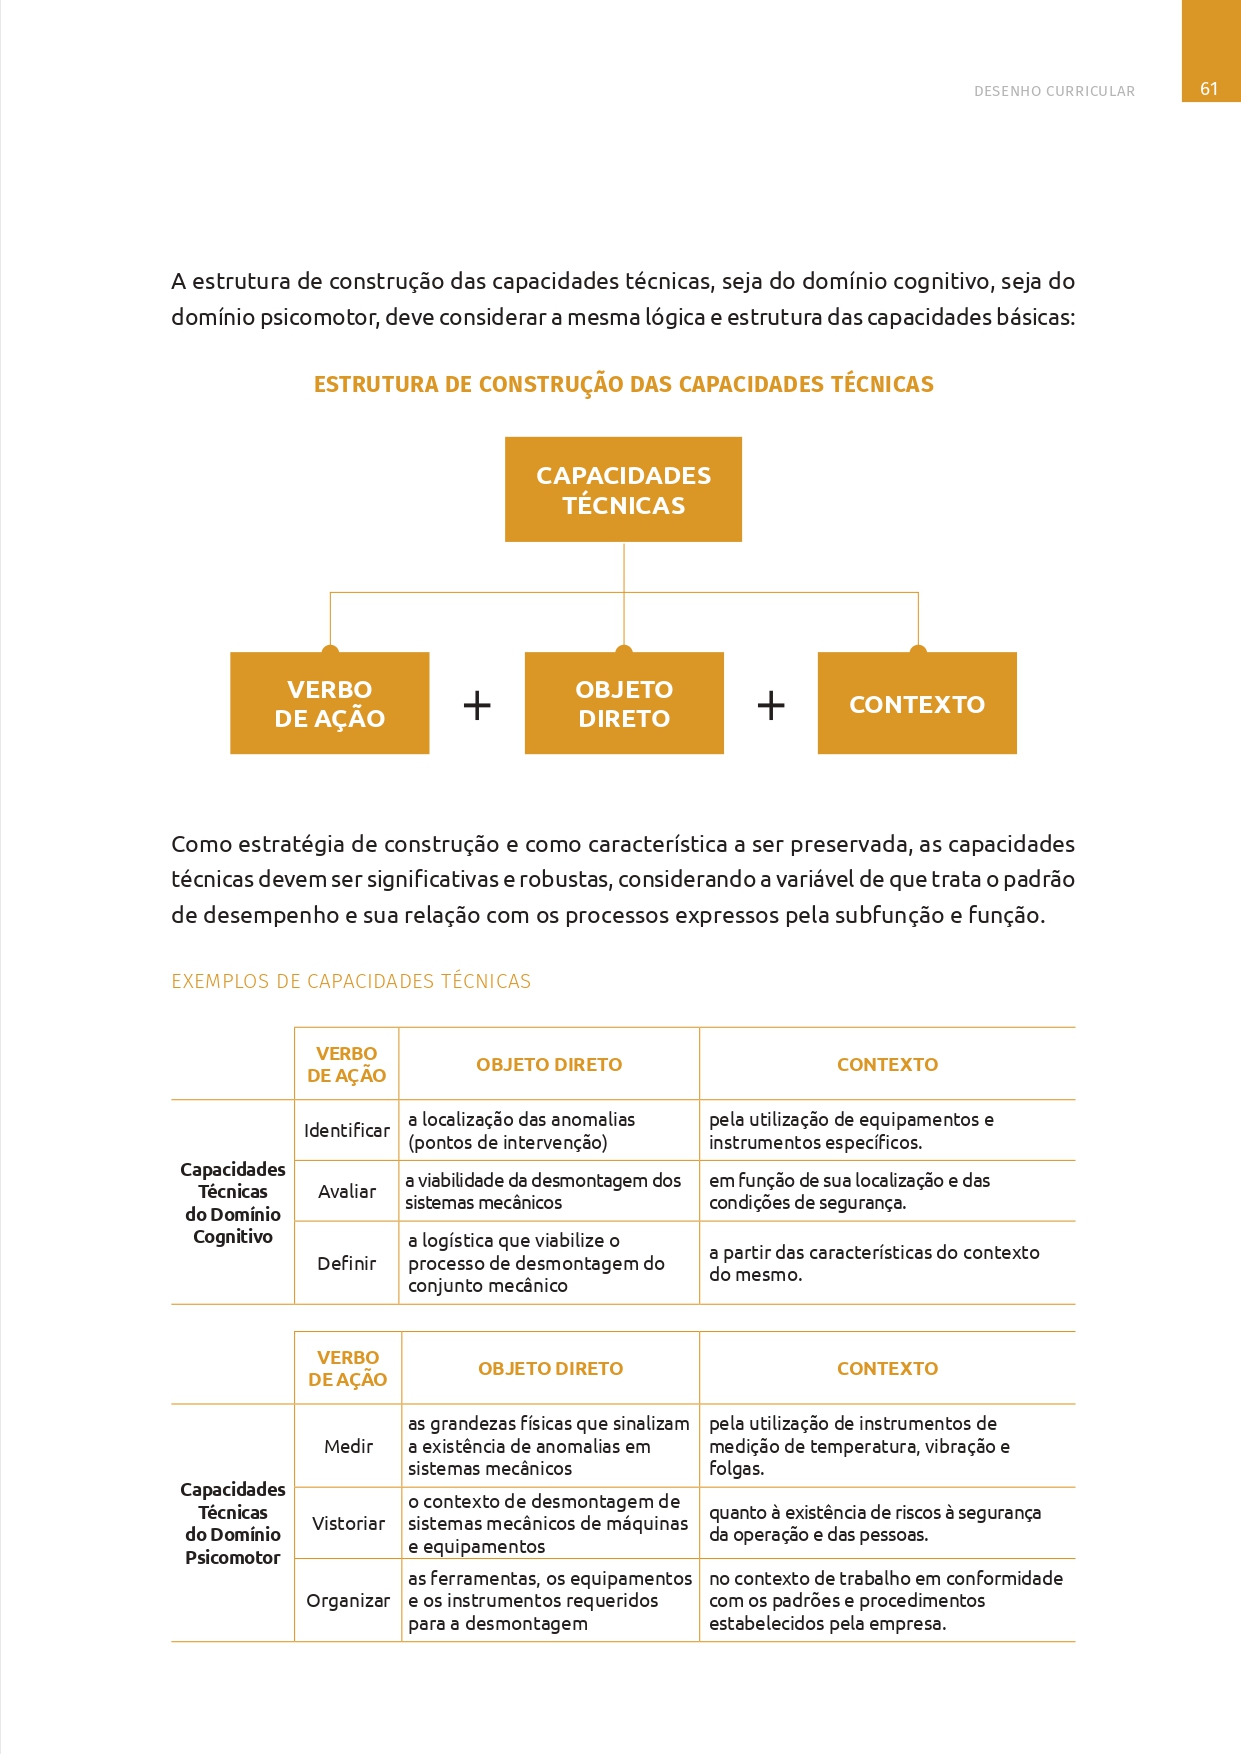 DESENHO CURRICULAR
61
A estrutura de construção das capacidades técnicas, seja do domínio cognitivo, seja do
domínio psicomotor, deve considerar a mesma lógica e estrutura das capacidades básicas:
ESTRUTURA DE CONSTRUÇÃO DAS CAPACIDADES TÉCNICAS
CAPACIDADES
TÉCNICAS
VERBO
DE AÇÃO
+
OBJETO
DIRETO
+
CONTEXTO
Como estratégia de construção e como característica a ser preservada, as capacidades
técnicas devem ser significativas e robustas, considerando a variável de que trata o padrão
de desempenho e sua relação com os processos expressos pela subfunção e função.
EXEMPLOS DE CAPACIDADES TÉCNICAS
VERBO
DE AÇÃO
OBJETO DIRETO
CONTEXTO
Capacidades
Técnicas
do Domínio
Cognitivo
Identificar
a localização das anomalias
(pontos de intervenção)
pela utilização de equipamentos e
instrumentos específicos.
Avaliar
a viabilidade da desmontagem dos
sistemas mecânicos
em função de sua localização e das
condições de segurança.
Definir
a logística que viabilize o
processo de desmontagem do
conjunto mecânico
a partir das características do contexto
do mesmo.
VERBO
DE AÇÃO
OBJETO DIRETO
CONTEXTO
Capacidades
Técnicas
do Domínio
Psicomotor
Medir
as grandezas físicas que sinalizam
a existência de anomalias em
sistemas mecânicos
pela utilização de instrumentos de
medição de temperatura, vibração e
folgas.
Vistoriar
o contexto de desmontagem de
sistemas mecânicos de máquinas
e equipamentos
quanto à existência de riscos à segurança
da operação e das pessoas.
Organizar
as ferramentas, os equipamentos
e os instrumentos requeridos
para a desmontagem
no contexto de trabalho em conformidade
com os padrões e procedimentos
estabelecidos pela empresa.